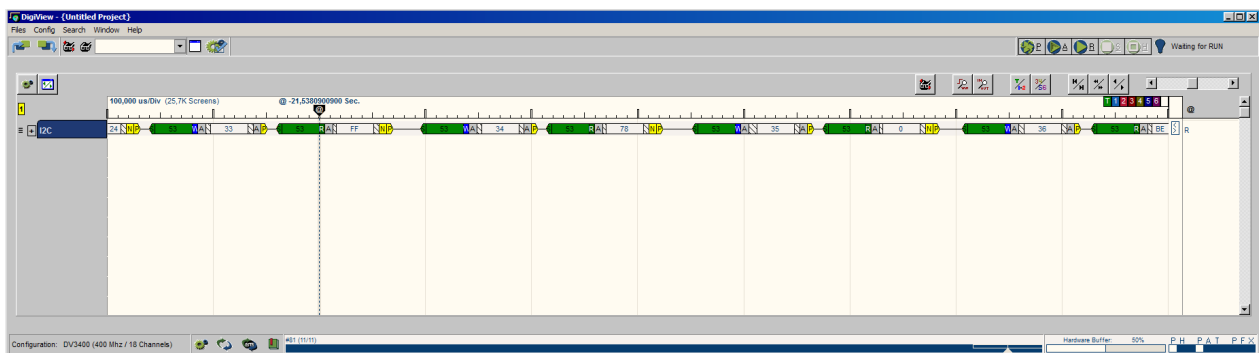 DigiView - {Untitled Project}
Files Config Search Window Help
P A R S H Waiting for RUN
100,000 us/Div (25,7K Screens) @ -21,5380900900 Sec. T 1 2 3 4 5 6
1 @ @
I2C 24 N P 53 W A 33 A P 53 R A FF N P 53 W A 34 A P 53 R A 78 N P 53 W A 35 A P 53 R A 0 N P 53 W A 36 A P 53 R A BE R
Configuration: DV3400 (400 Mhz / 18 Channels) #81 (11/11) Hardware Buffer: 50% P H P A T P F X